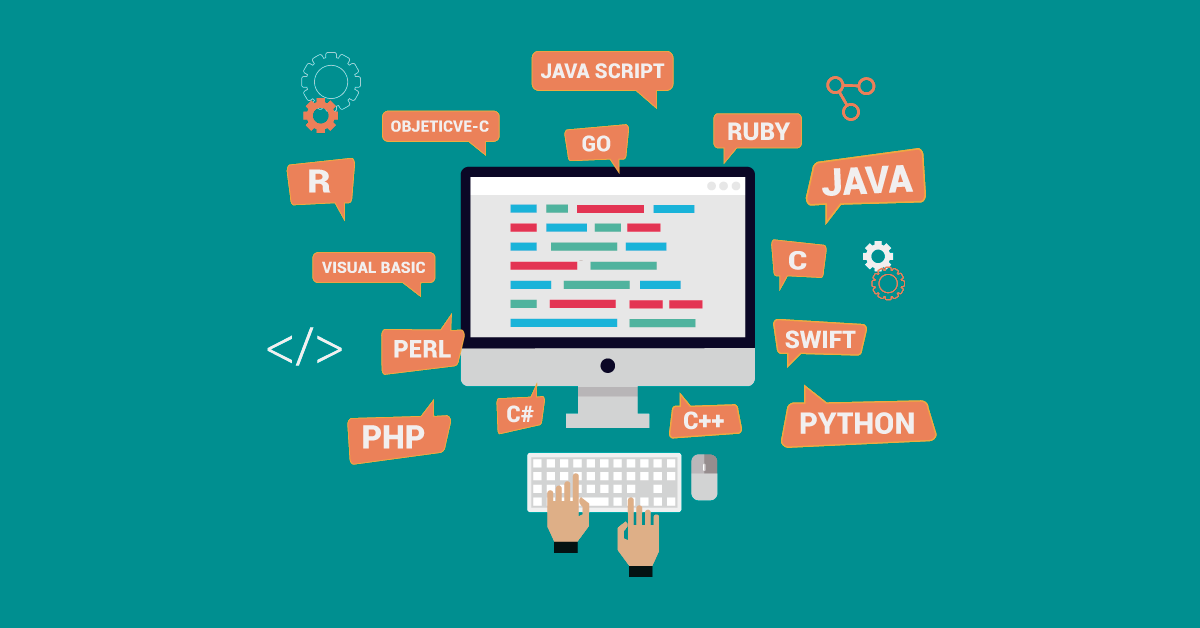 JAVA SCRIPT
OBJETICVE-C
GO
RUBY
R
JAVA
VISUAL BASIC
C
</>
PERL
SWIFT
PHP
C#
C++
PYTHON